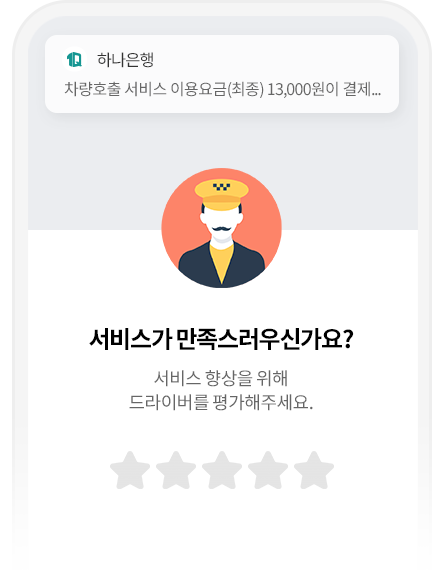 하나은행
차량호출 서비스 이용요금(최종) 13,000원이 결제...
서비스가 만족스러우신가요?
서비스 향상을 위해
드라이버를 평가해주세요.